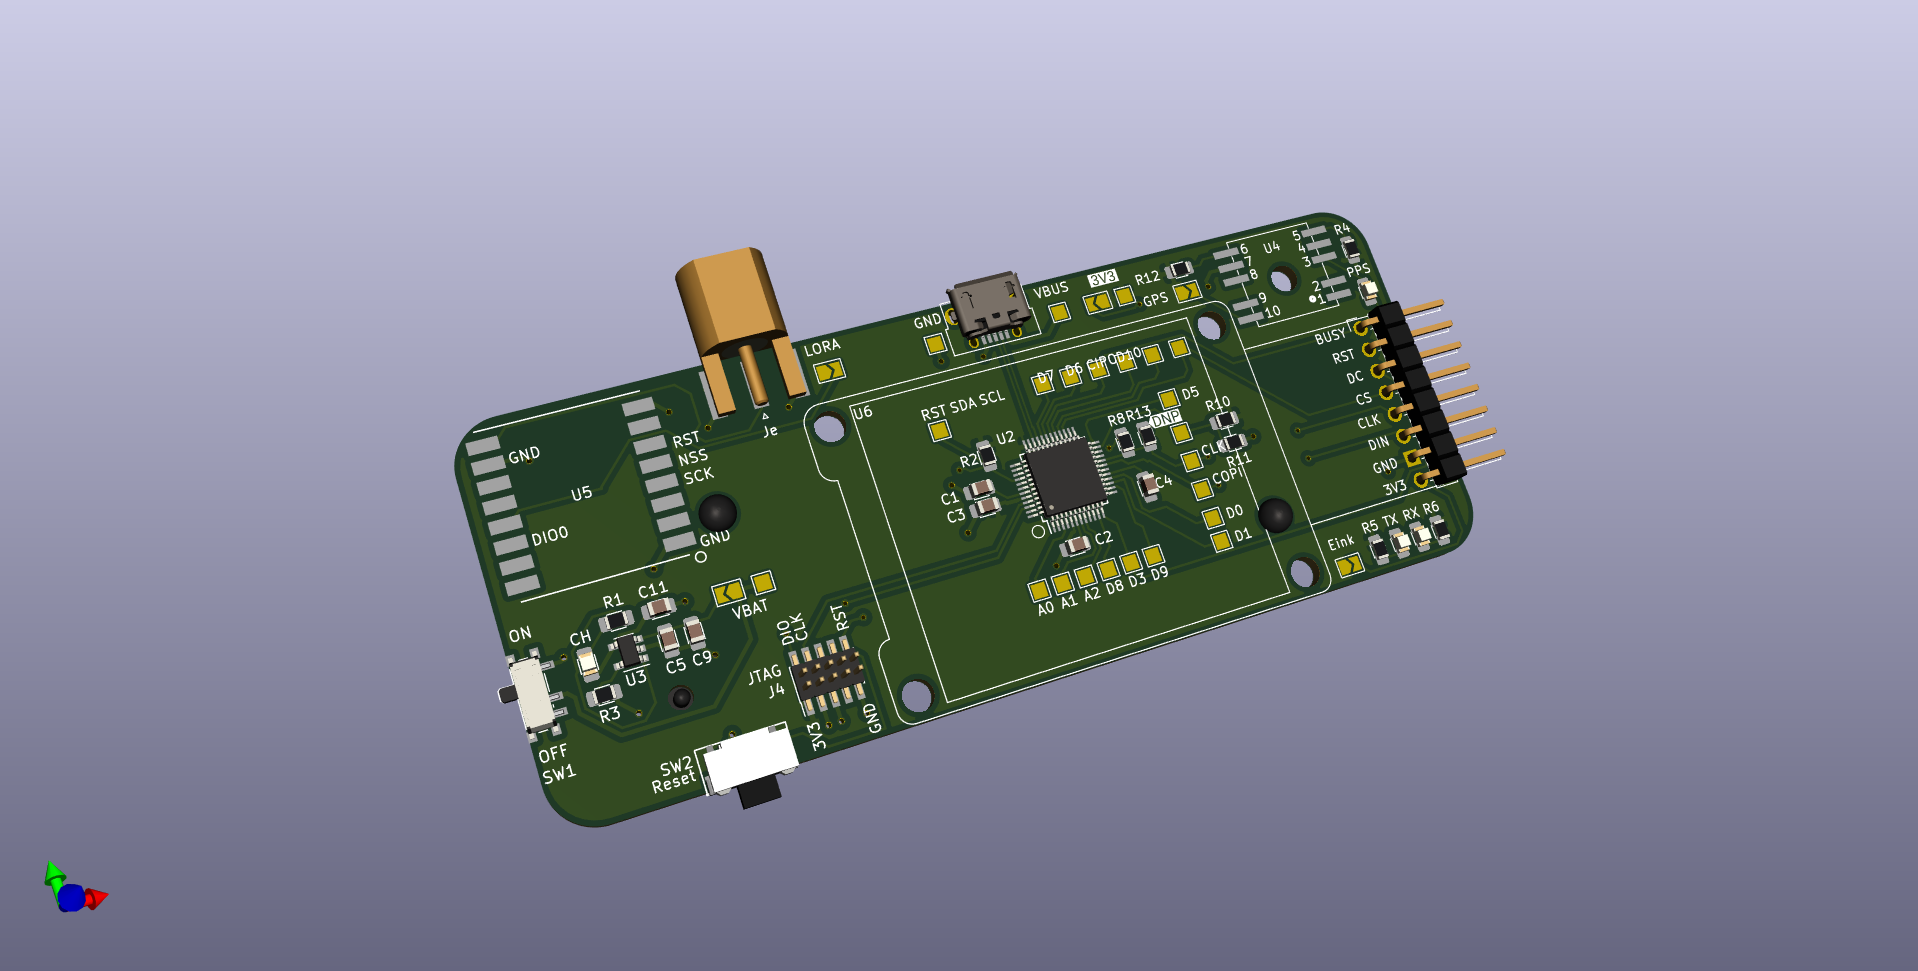 GND
U5
DIO0
RST
NSS
SCK
GND
Je
LORA
U6
GND
VBUS
3V3
R12
GPS
6
7
8
9
10
U4
5
4
3
2
1
R4
PPS
BUSY
RST
DC
CS
CLK
DIN
GND
3V3
RST SDA SCL
D7 D6 CIPO D10
D5
R8 R13 DNP
R10
CLK
R11
COPI
U2
R2
C1
C3
C4
C2
D0
D1
A0 A1 A2 D8 D3 D9
Eink
R5 TX RX R6
ON
CH
R1
C11
U3
C5
C9
R3
VBAT
OFF
SW1
DIO
CLK
RST
JTAG
J4
3V3
GND
SW2
Reset